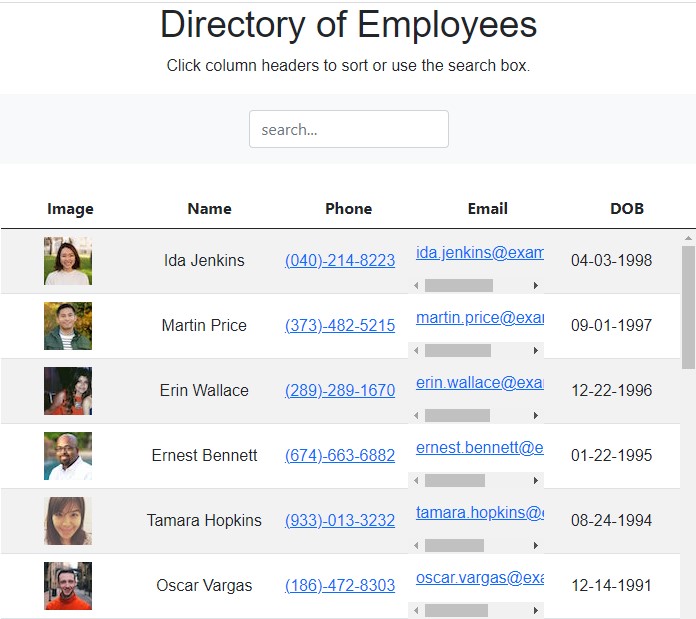 Directory of Employees
Click column headers to sort or use the search box.
search...
Image Name Phone Email DOB
Ida Jenkins (040)-214-8223 ida.jenkins@exam 04-03-1998
Martin Price (373)-482-5215 martin.price@exa 09-01-1997
Erin Wallace (289)-289-1670 erin.wallace@exa 12-22-1996
Ernest Bennett (674)-663-6882 ernest.bennett@e 01-22-1995
Tamara Hopkins (933)-013-3232 tamara.hopkins@ 08-24-1994
Oscar Vargas (186)-472-8303 oscar.vargas@exa 12-14-1991